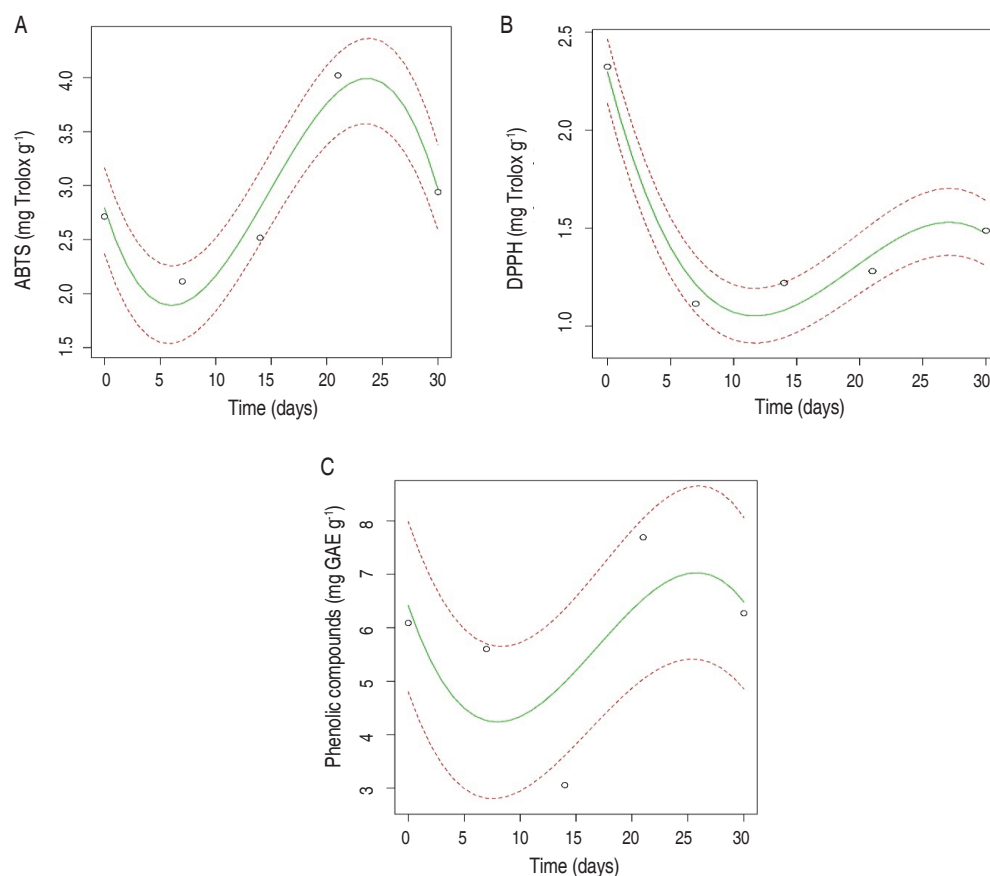 A
ABTS (mg Trolox g-1)
4.0
3.5
3.0
2.5
2.0
1.5
0 5 10 15 20 25 30
Time (days)
B
DPPH (mg Trolox g-1)
2.5
2.0
1.5
1.0
0 5 10 15 20 25 30
Time (days)
C
Phenolic compounds (mg GAE g-1)
8
7
6
5
4
3
0 5 10 15 20 25 30
Time (days)